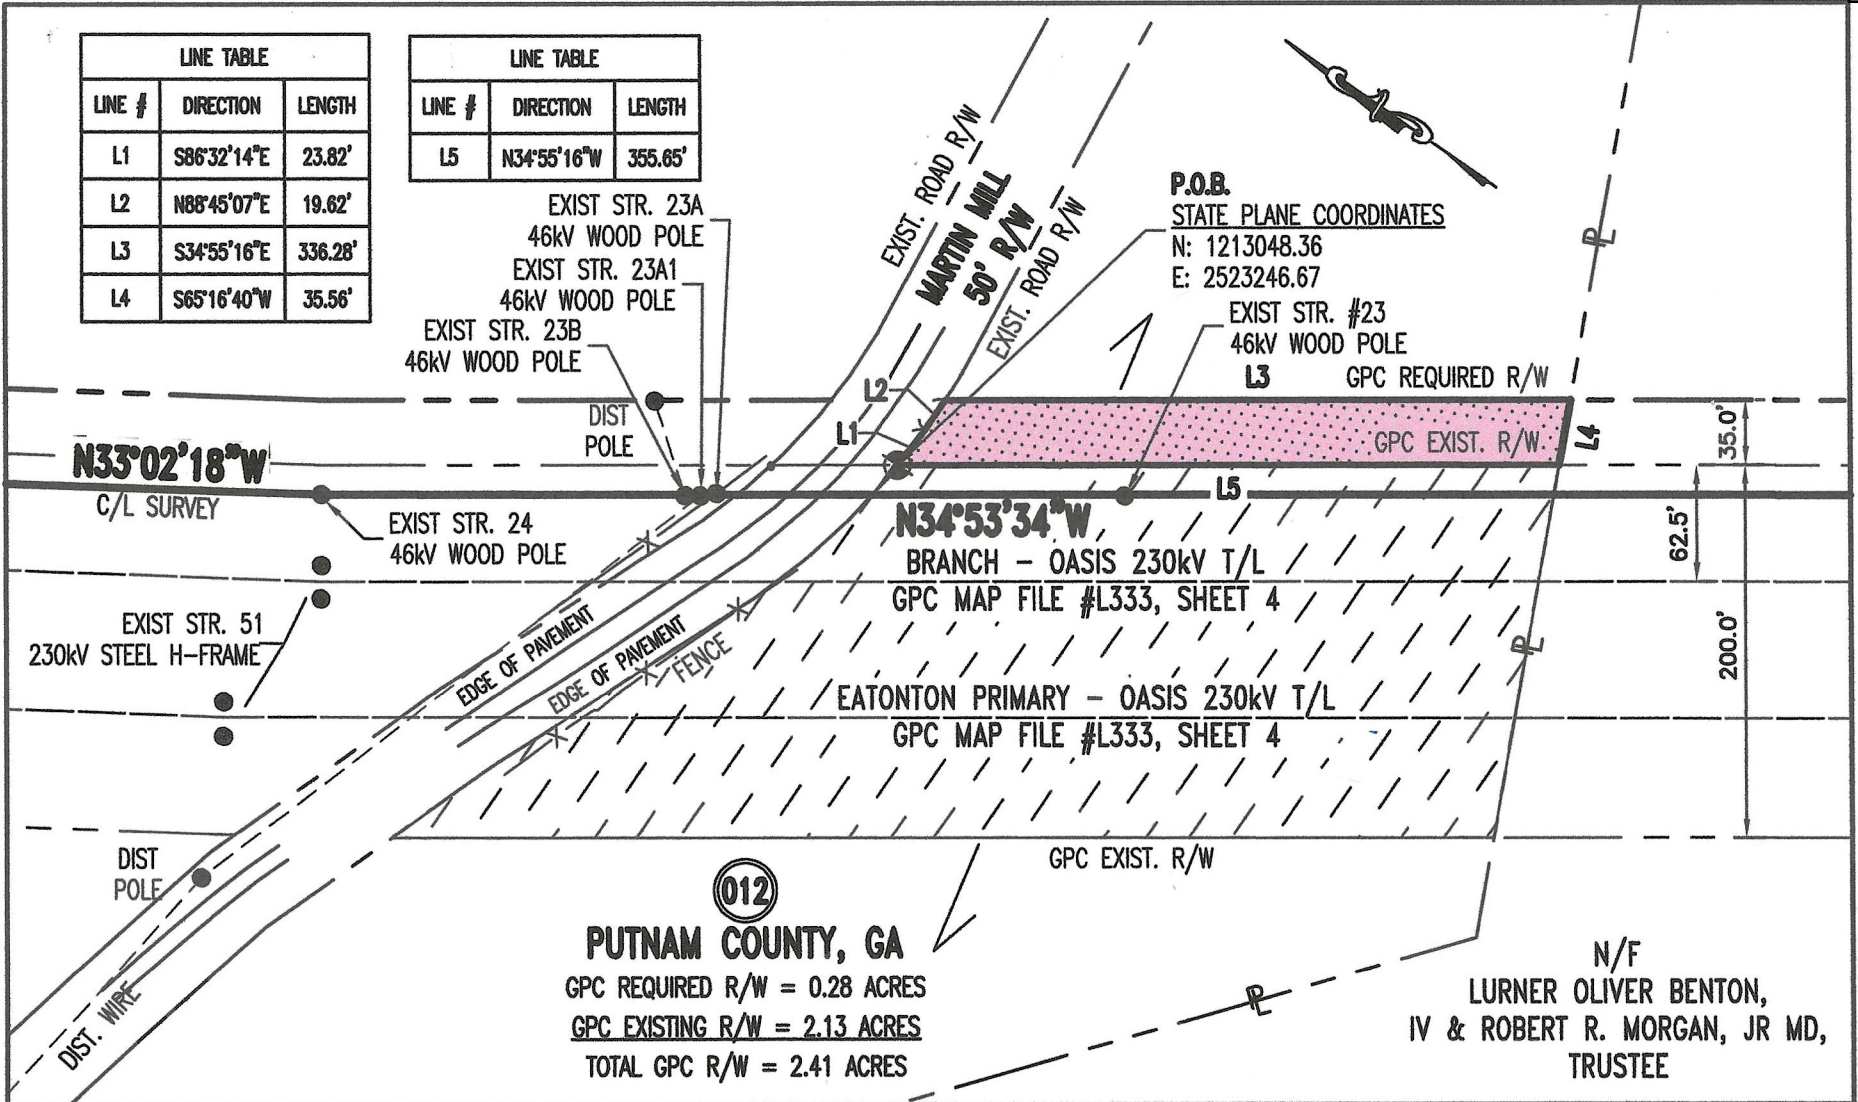 LINE TABLE
LINE # DIRECTION LENGTH
L1 S86°32'14"E 23.82'
L2 N88°45'07"E 19.62'
L3 S34°55'16"E 336.28'
L4 S65°16'40"W 35.56'
LINE TABLE
LINE # DIRECTION LENGTH
L5 N34°55'16"W 355.65'
EXIST STR. 23A
46kV WOOD POLE
EXIST STR. 23A1
46kV WOOD POLE
EXIST STR. 23B
46kV WOOD POLE
DIST
POLE
EXIST. ROAD R/W
MARTIN MILL
50' R/W
EXIST. ROAD R/W
EXIST. ROAD R/W
P.O.B.
STATE PLANE COORDINATES
N: 1213048.36
E: 2523246.67
EXIST STR. #23
46kV WOOD POLE
L3 GPC REQUIRED R/W
L2
L1
GPC EXIST. R/W
L4
35.0'
PL
N33°02'18"W
C/L SURVEY
L5
N34°53'34"W
EXIST STR. 24
46kV WOOD POLE
BRANCH - OASIS 230kV T/L
GPC MAP FILE #L333, SHEET 4
62.5'
200.0'
EXIST STR. 51
230kV STEEL H-FRAME
EDGE OF PAVEMENT
EDGE OF PAVEMENT
FENCE
PL
EATONTON PRIMARY - OASIS 230kV T/L
GPC MAP FILE #L333, SHEET 4
DIST
POLE
GPC EXIST. R/W
012
PUTNAM COUNTY, GA
GPC REQUIRED R/W = 0.28 ACRES
GPC EXISTING R/W = 2.13 ACRES
TOTAL GPC R/W = 2.41 ACRES
DIST. WIRE
PL
N/F
LURNER OLIVER BENTON,
IV & ROBERT R. MORGAN, JR MD,
TRUSTEE